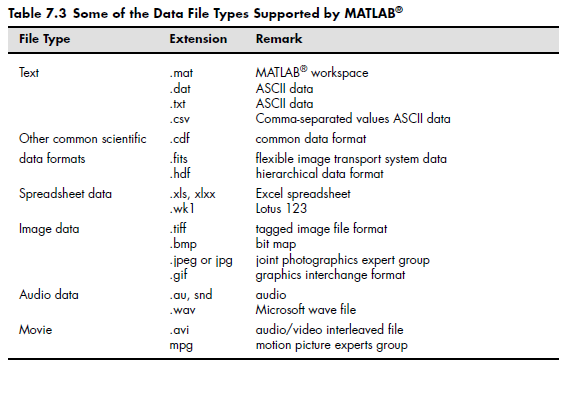 Table 7.3 Some of the Data File Types Supported by MATLAB®
File Type Extension Remark
Text .mat MATLAB® workspace
.dat ASCII data
.txt ASCII data
.csv Comma-separated values ASCII data
Other common scientific .cdf common data format
data formats .fits flexible image transport system data
.hdf hierarchical data format
Spreadsheet data .xls, xlxx Excel spreadsheet
.wk1 Lotus 123
Image data .tiff tagged image file format
.bmp bit map
.jpeg or jpg joint photographics expert group
.gif graphics interchange format
Audio data .au, snd audio
.wav Microsoft wave file
Movie .avi audio/video interleaved file
mpg motion picture experts group